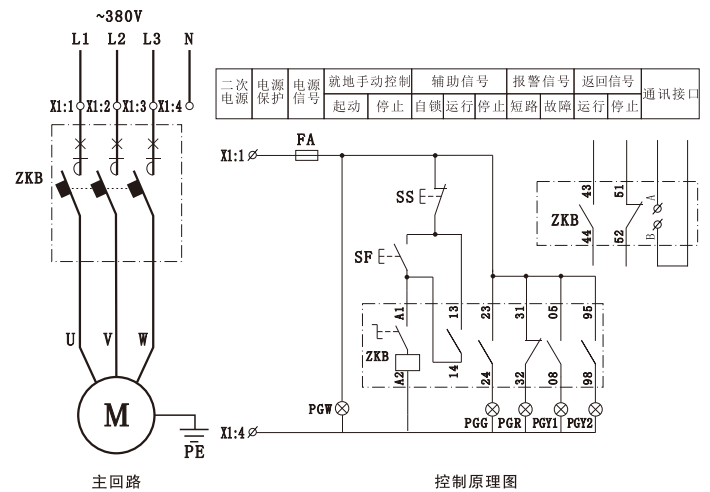 ~380V
L1 L2 L3 N
X1:1 X1:2 X1:3 X1:4
ZKB
U V W
M
PE
主回路
二次电源 电源保护 电源信号 就地手动控制 辅助信号 报警信号 返回信号 通讯接口
起动 停止 自锁 运行 停止 短路 故障 运行 停止
X1:1 FA
SS
SF
43 51 A
ZKB
44 52 B
A1 13 23 31 05 95
ZKB
A2 14 24 32 08 98
PGW PGG PGR PGY1 PGY2
X1:4
控制原理图